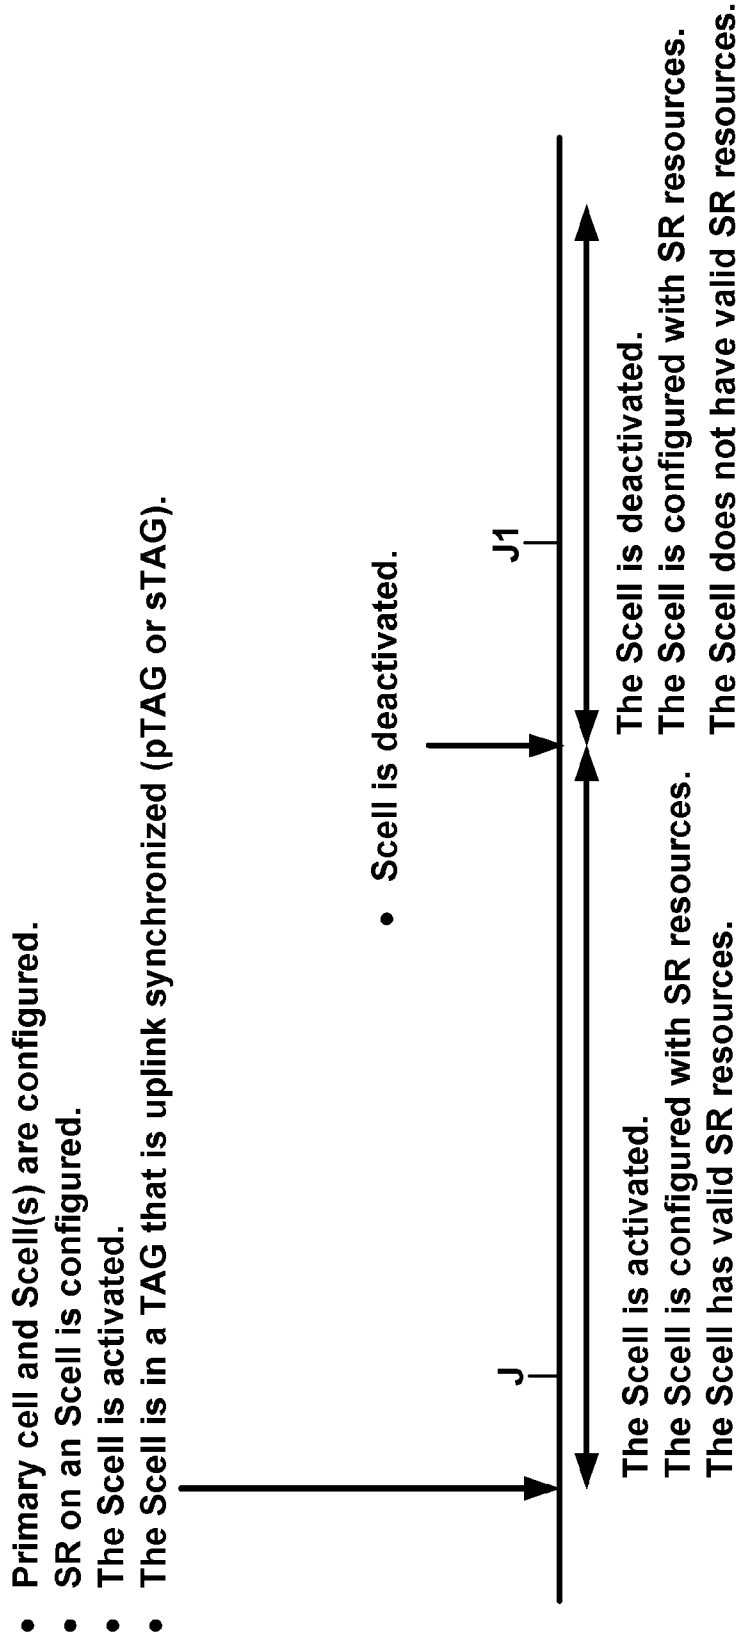 • Primary cell and Scell(s) are configured.
• SR on an Scell is configured.
• The Scell is activated.
• The Scell is in a TAG that is uplink synchronized (pTAG or sTAG).
• Scell is deactivated.
J
J1
The Scell is activated.
The Scell is configured with SR resources.
The Scell has valid SR resources.
The Scell is deactivated.
The Scell is configured with SR resources.
The Scell does not have valid SR resources.